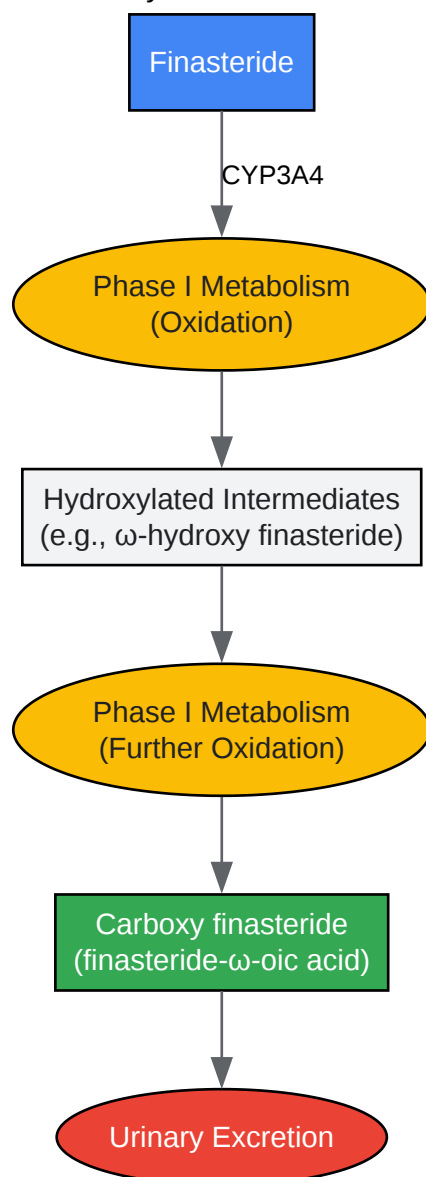 Finasteride
CYP3A4
Phase I Metabolism
(Oxidation)
Hydroxylated Intermediates
(e.g., ω-hydroxy finasteride)
Phase I Metabolism
(Further Oxidation)
Carboxy finasteride
(finasteride-ω-oic acid)
Urinary Excretion